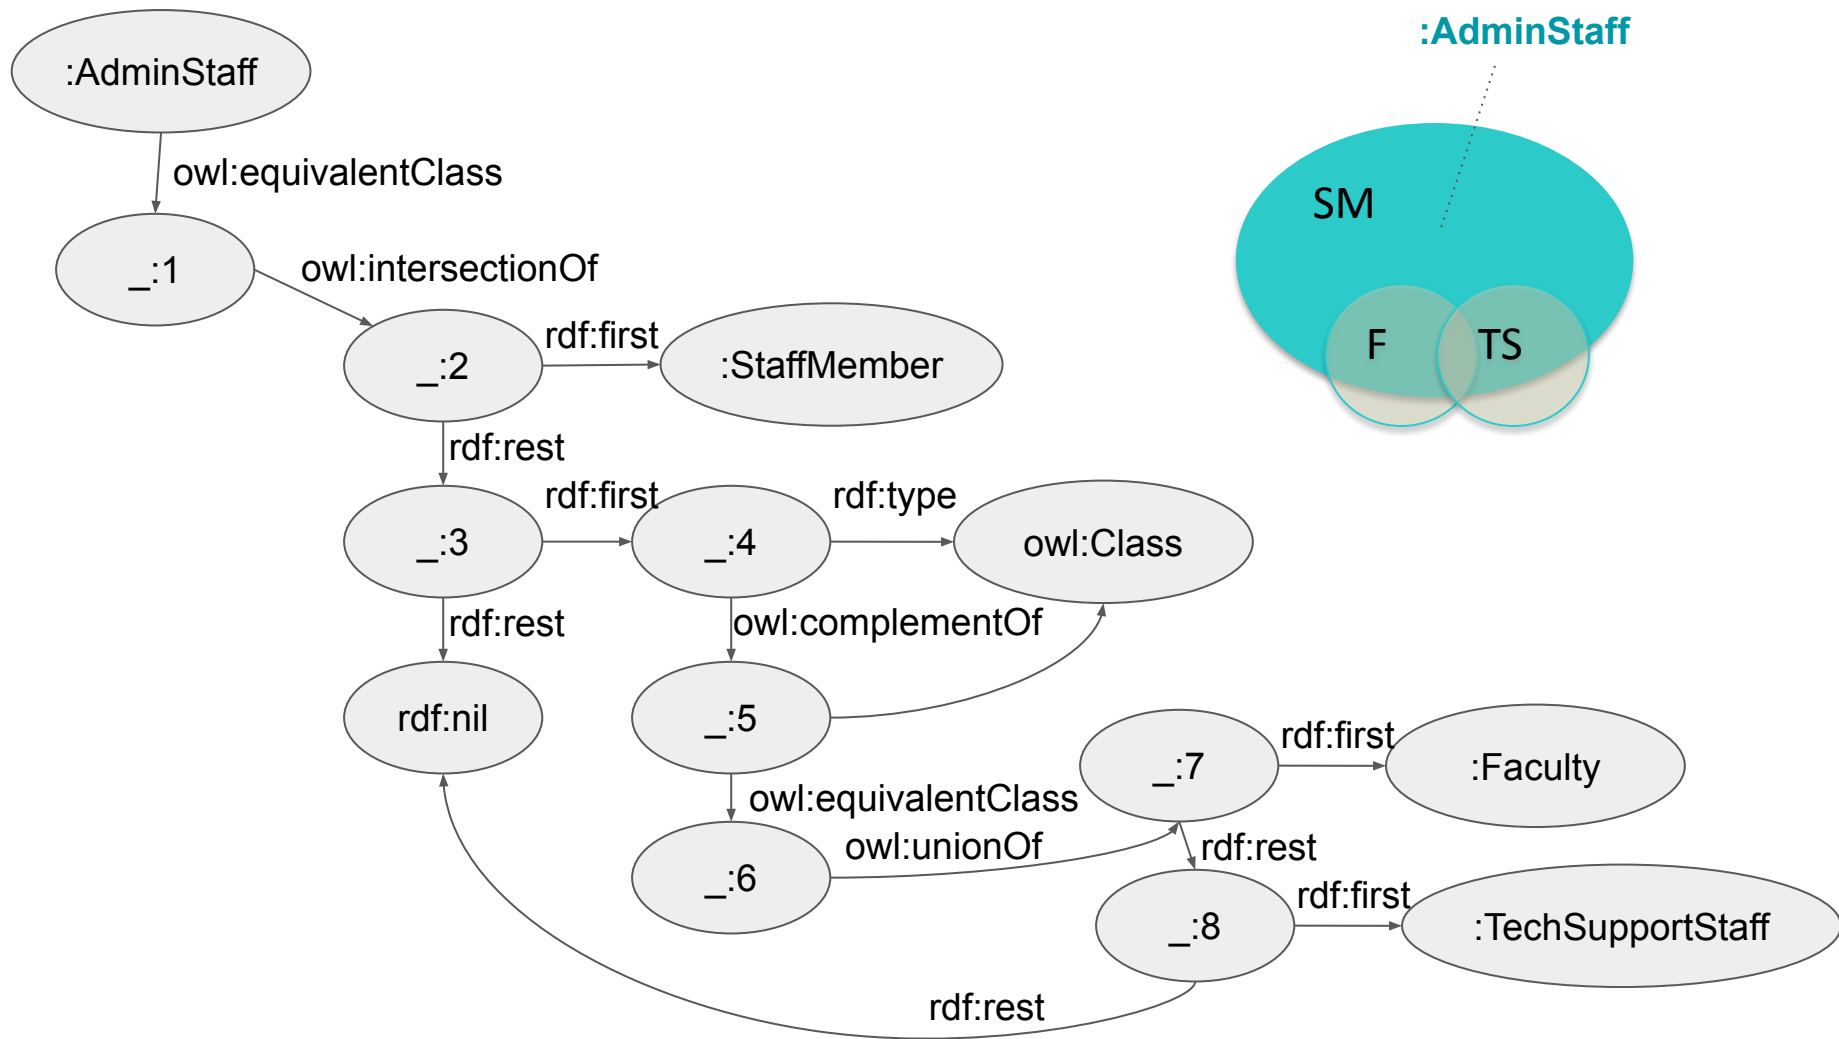 :AdminStaff
:AdminStaff
owl:equivalentClass
SM
_:1
owl:intersectionOf
rdf:first
_:2
:StaffMember
F
TS
rdf:rest
rdf:first
rdf:type
_:3
_:4
owl:Class
rdf:rest
owl:complementOf
rdf:nil
_:5
_:7
rdf:first
:Faculty
owl:equivalentClass
owl:unionOf
rdf:rest
_:6
rdf:first
_:8
:TechSupportStaff
rdf:rest